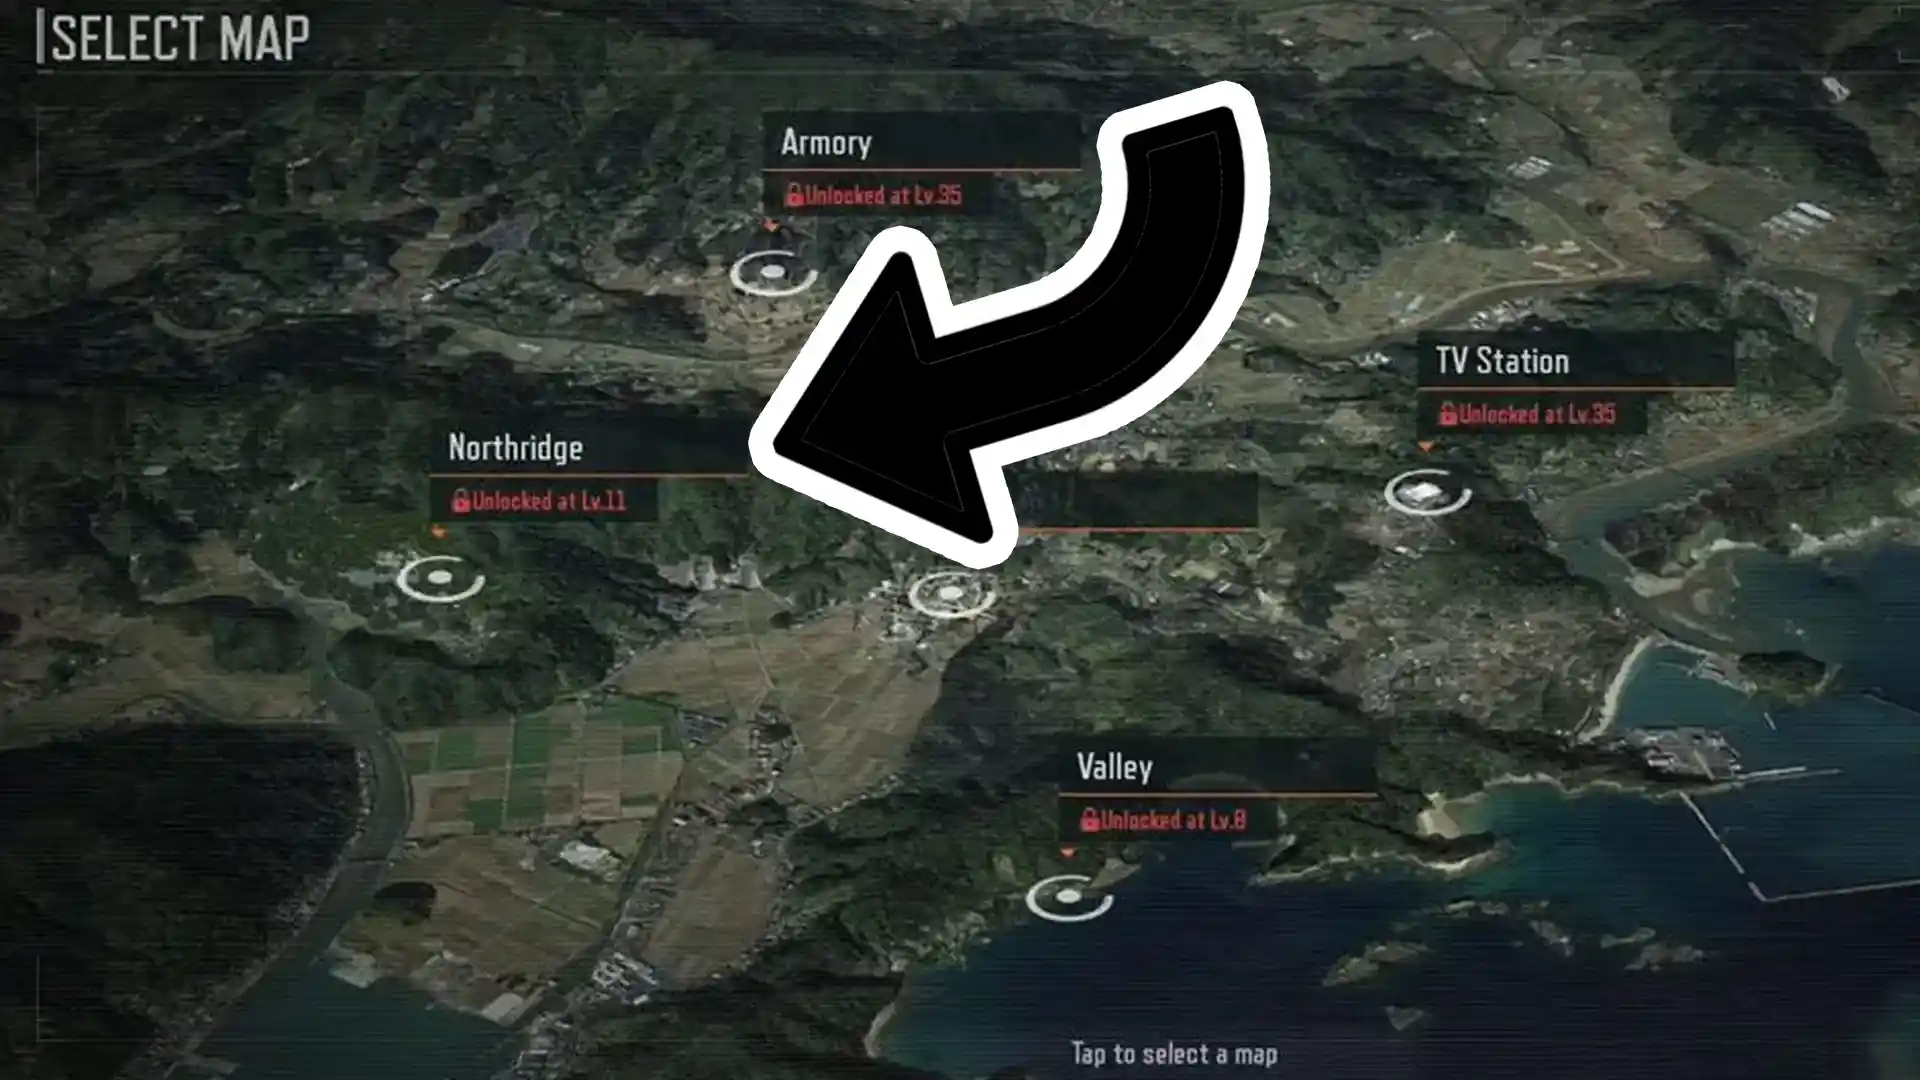 SELECT MAP
Armory
Unlocked at Lv.35
TV Station
Unlocked at Lv.35
Northridge
Unlocked at Lv.11
Valley
Unlocked at Lv.8
Tap to select a map